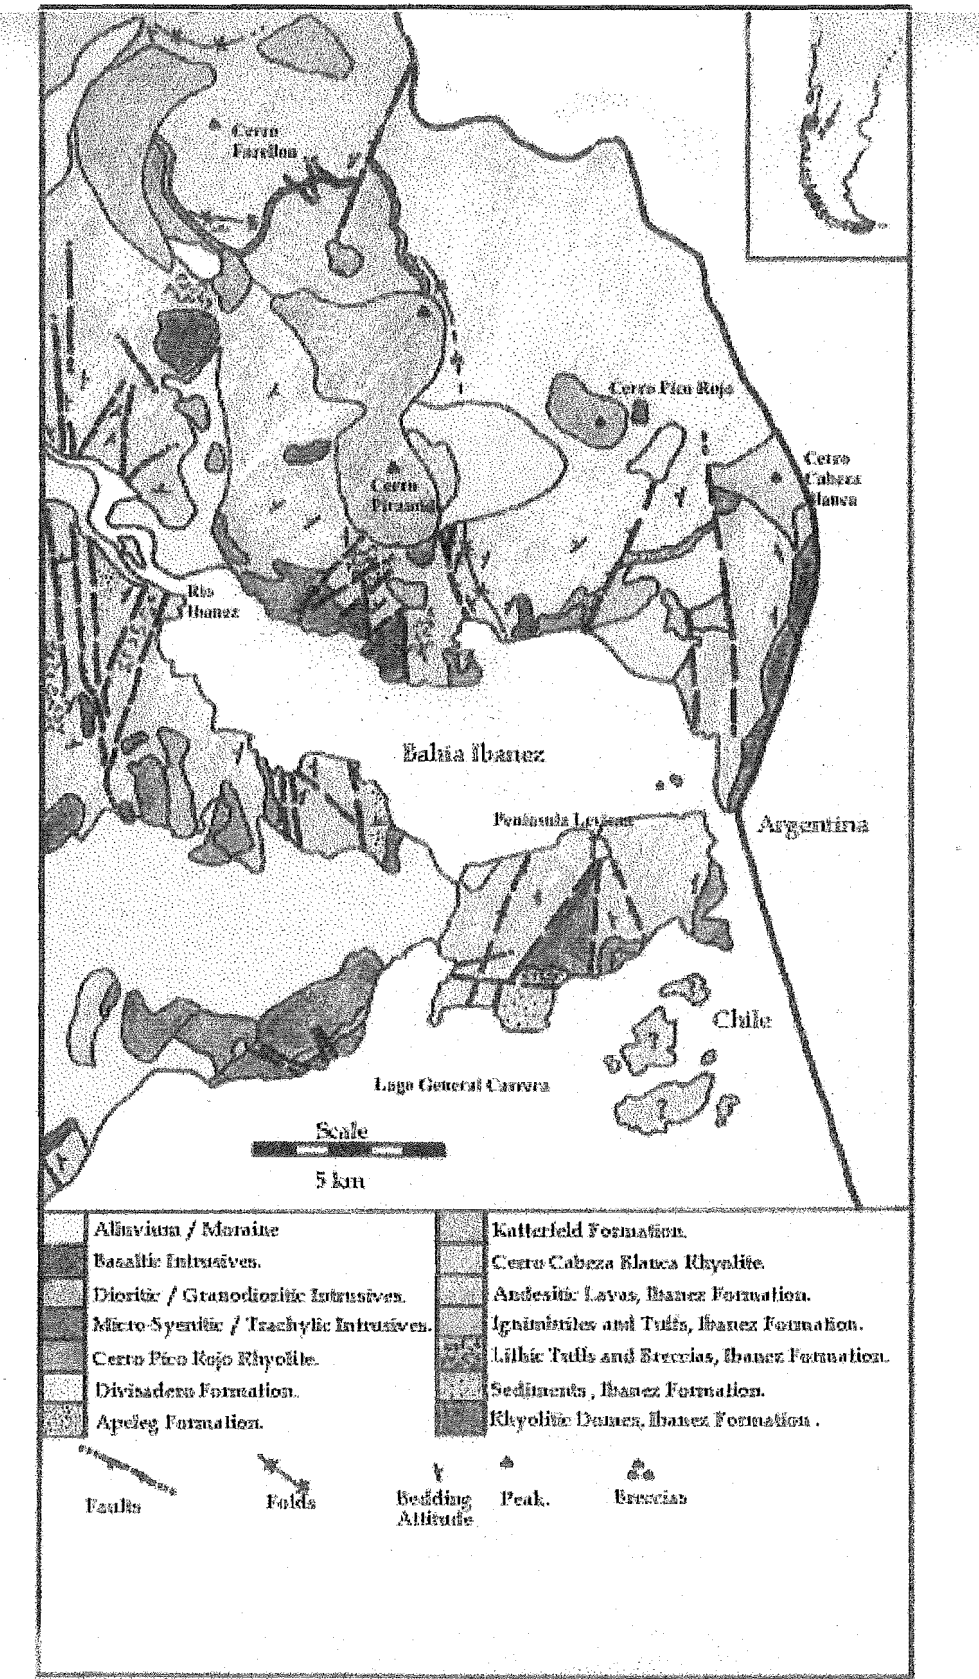 Cerro
Farellon
Cerro Pico Rojo
Cerro
Cabeza
Blanca
Cerro
Piramide
Rio
Ibanez
Bahia Ibanez
Peninsula Levican
Argentina
Chile
Lago General Carrera
Scale
5 km
Alluvium / Moraine
Basaltic Intrusives.
Dioritic / Granodioritic Intrusives.
Micro-Syenitic / Trachytic Intrusives.
Cerro Pico Rojo Rhyolite.
Divisadero Formation.
Apeleg Formation.
Katterfeld Formation.
Cerro Cabeza Blanca Rhyolite.
Andesitic Lavas, Ibanez Formation.
Ignimbrites and Tuffs, Ibanez Formation.
Lithic Tuffs and Breccias, Ibanez Formation.
Sediments, Ibanez Formation.
Rhyolitic Domes, Ibanez Formation .
Faults
Folds
Bedding
Attitude
Peak.
Breccias
?
?